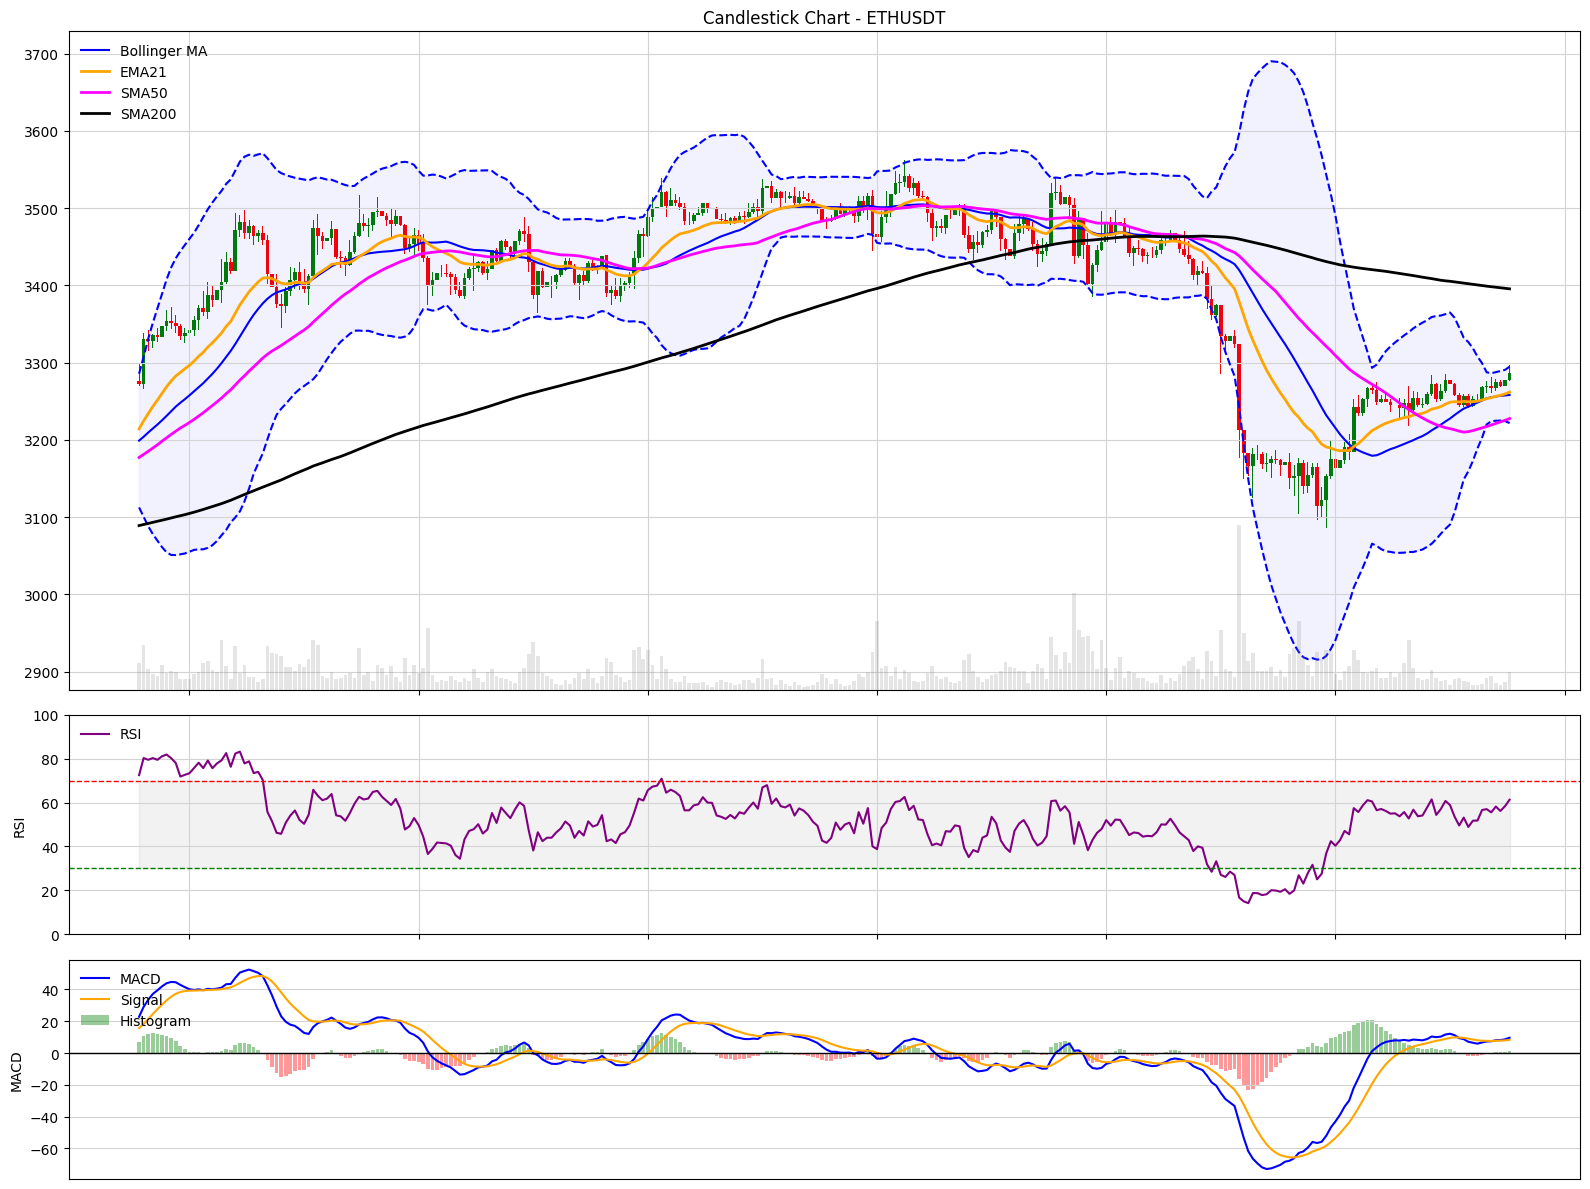 Candlestick Chart - ETHUSDT
Bollinger MA
EMA21
SMA50
SMA200
3700
3600
3500
3400
3300
3200
3100
3000
2900
RSI
RSI
100
80
60
40
20
0
MACD
Signal
Histogram
MACD
40
20
0
−20
−40
−60